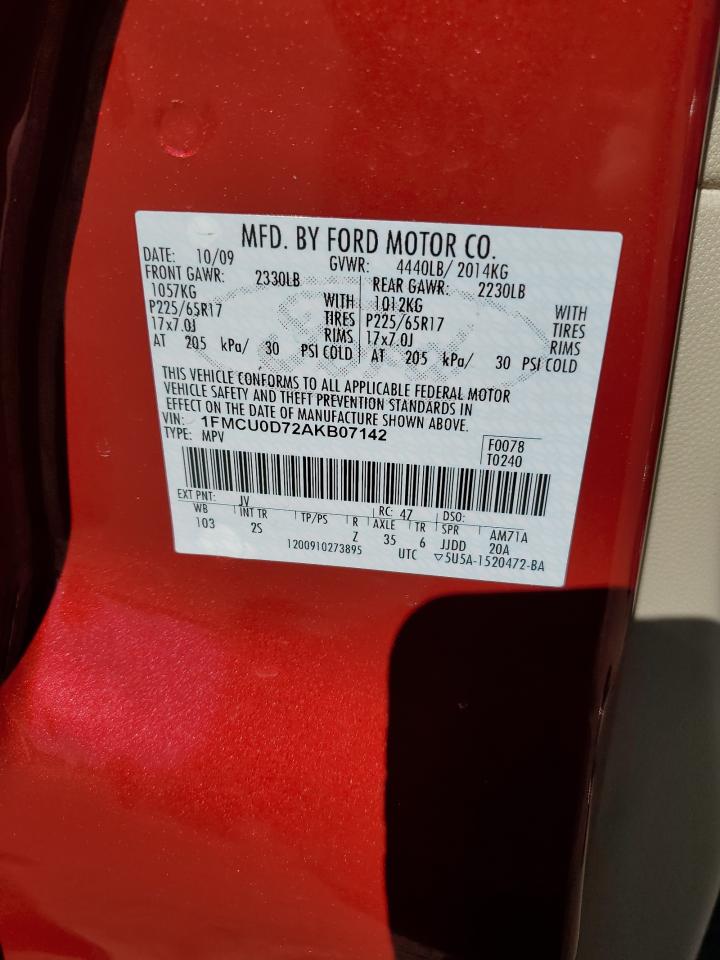 MFD. BY FORD MOTOR CO.
DATE: 10/09 GVWR: 4440LB/ 2014KG
FRONT GAWR: 2330LB REAR GAWR: 2230LB
1057KG WITH 1012KG WITH
P225/65R17 TIRES P225/65R17 TIRES
17x7.0J RIMS 17x7.0J RIMS
AT 205 kPa/ 30 PSI COLD AT 205 kPa/ 30 PSI COLD
Ford
THIS VEHICLE CONFORMS TO ALL APPLICABLE FEDERAL MOTOR
VEHICLE SAFETY AND THEFT PREVENTION STANDARDS IN
EFFECT ON THE DATE OF MANUFACTURE SHOWN ABOVE.
VIN: 1FMCU0D72AKB07142
TYPE: MPV F0078
T0240
EXT PNT: JV RC: 47 DSO:
WB INT TR TP/PS R AXLE TR SPR AM71A
103 2S Z 35 6 JJDD 20A
1200910273895 UTC ▽5U5A-1520472-BA